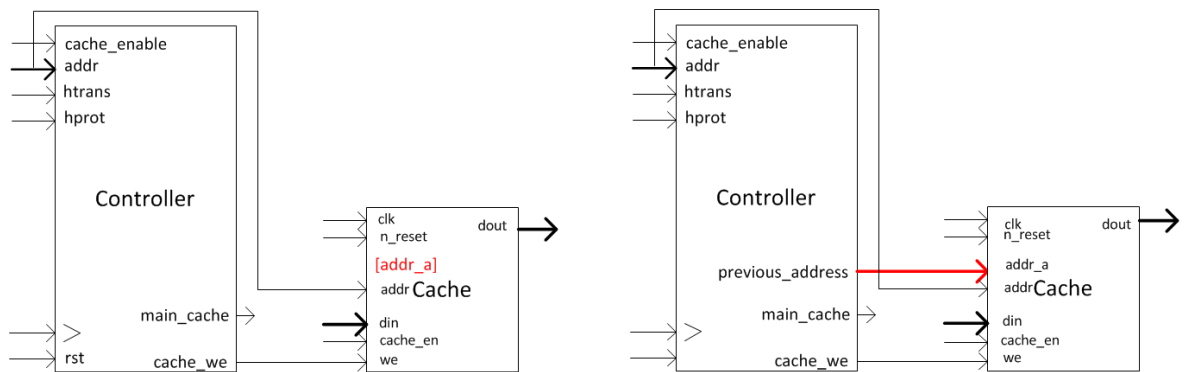 cache_enable
addr
htrans
hprot
Controller
main_cache
rst
cache_we
clk
n_reset
dout
[addr_a]
addr Cache
din
cache_en
we
cache_enable
addr
htrans
hprot
Controller
previous_address
main_cache
cache_we
clk
n_reset
dout
addr_a
addr Cache
din
cache_en
we